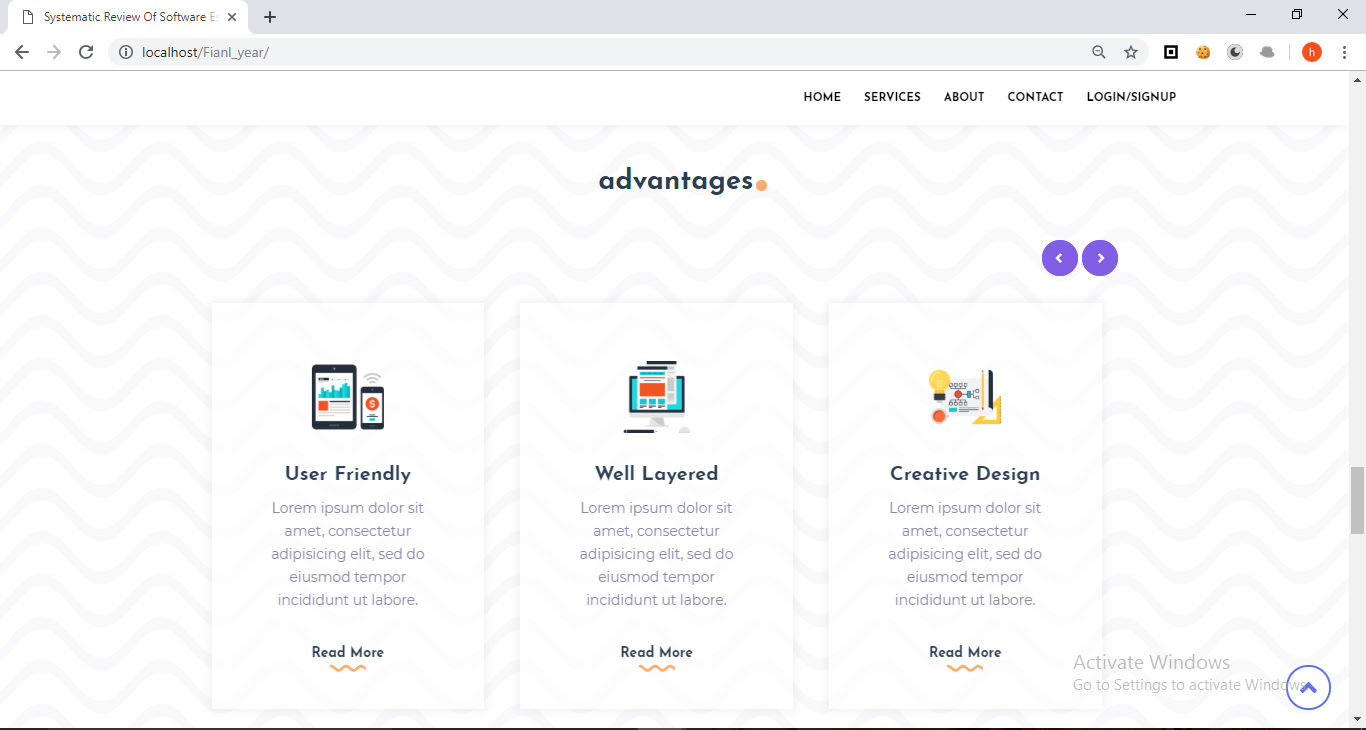 Systematic Review Of Software Es
localhost/Fianl_year/
h
HOME SERVICES ABOUT CONTACT LOGIN/SIGNUP
advantages.
User Friendly
Lorem ipsum dolor sit
amet, consectetur
adipisicing elit, sed do
eiusmod tempor
incididunt ut labore.
Read More
Well Layered
Lorem ipsum dolor sit
amet, consectetur
adipisicing elit, sed do
eiusmod tempor
incididunt ut labore.
Read More
Creative Design
Lorem ipsum dolor sit
amet, consectetur
adipisicing elit, sed do
eiusmod tempor
incididunt ut labore.
Read More
Activate Windows
Go to Settings to activate Windows.